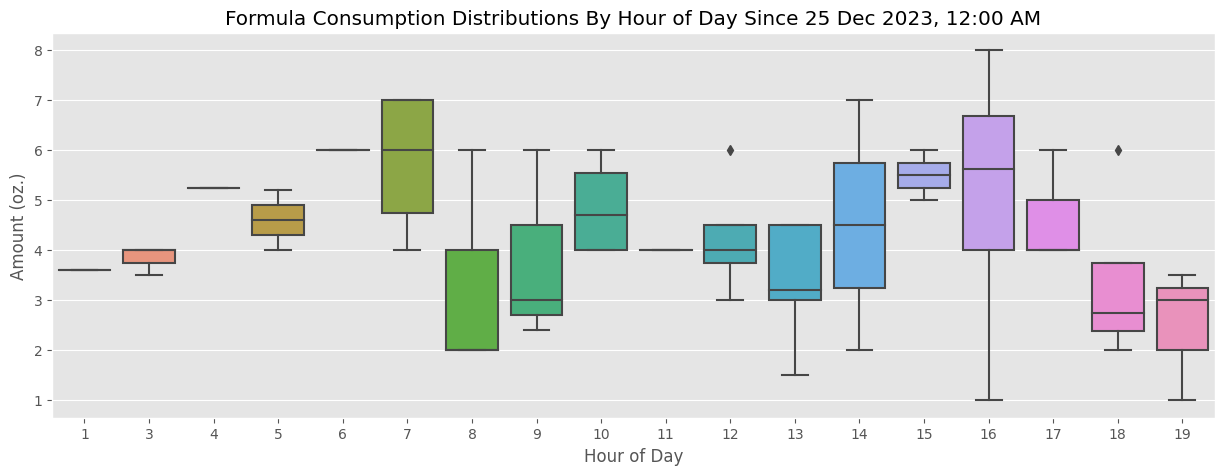 Formula Consumption Distributions By Hour of Day Since 25 Dec 2023, 12:00 AM
Amount (oz.)
8
7
6
5
4
3
2
1
1 3 4 5 6 7 8 9 10 11 12 13 14 15 16 17 18 19
Hour of Day